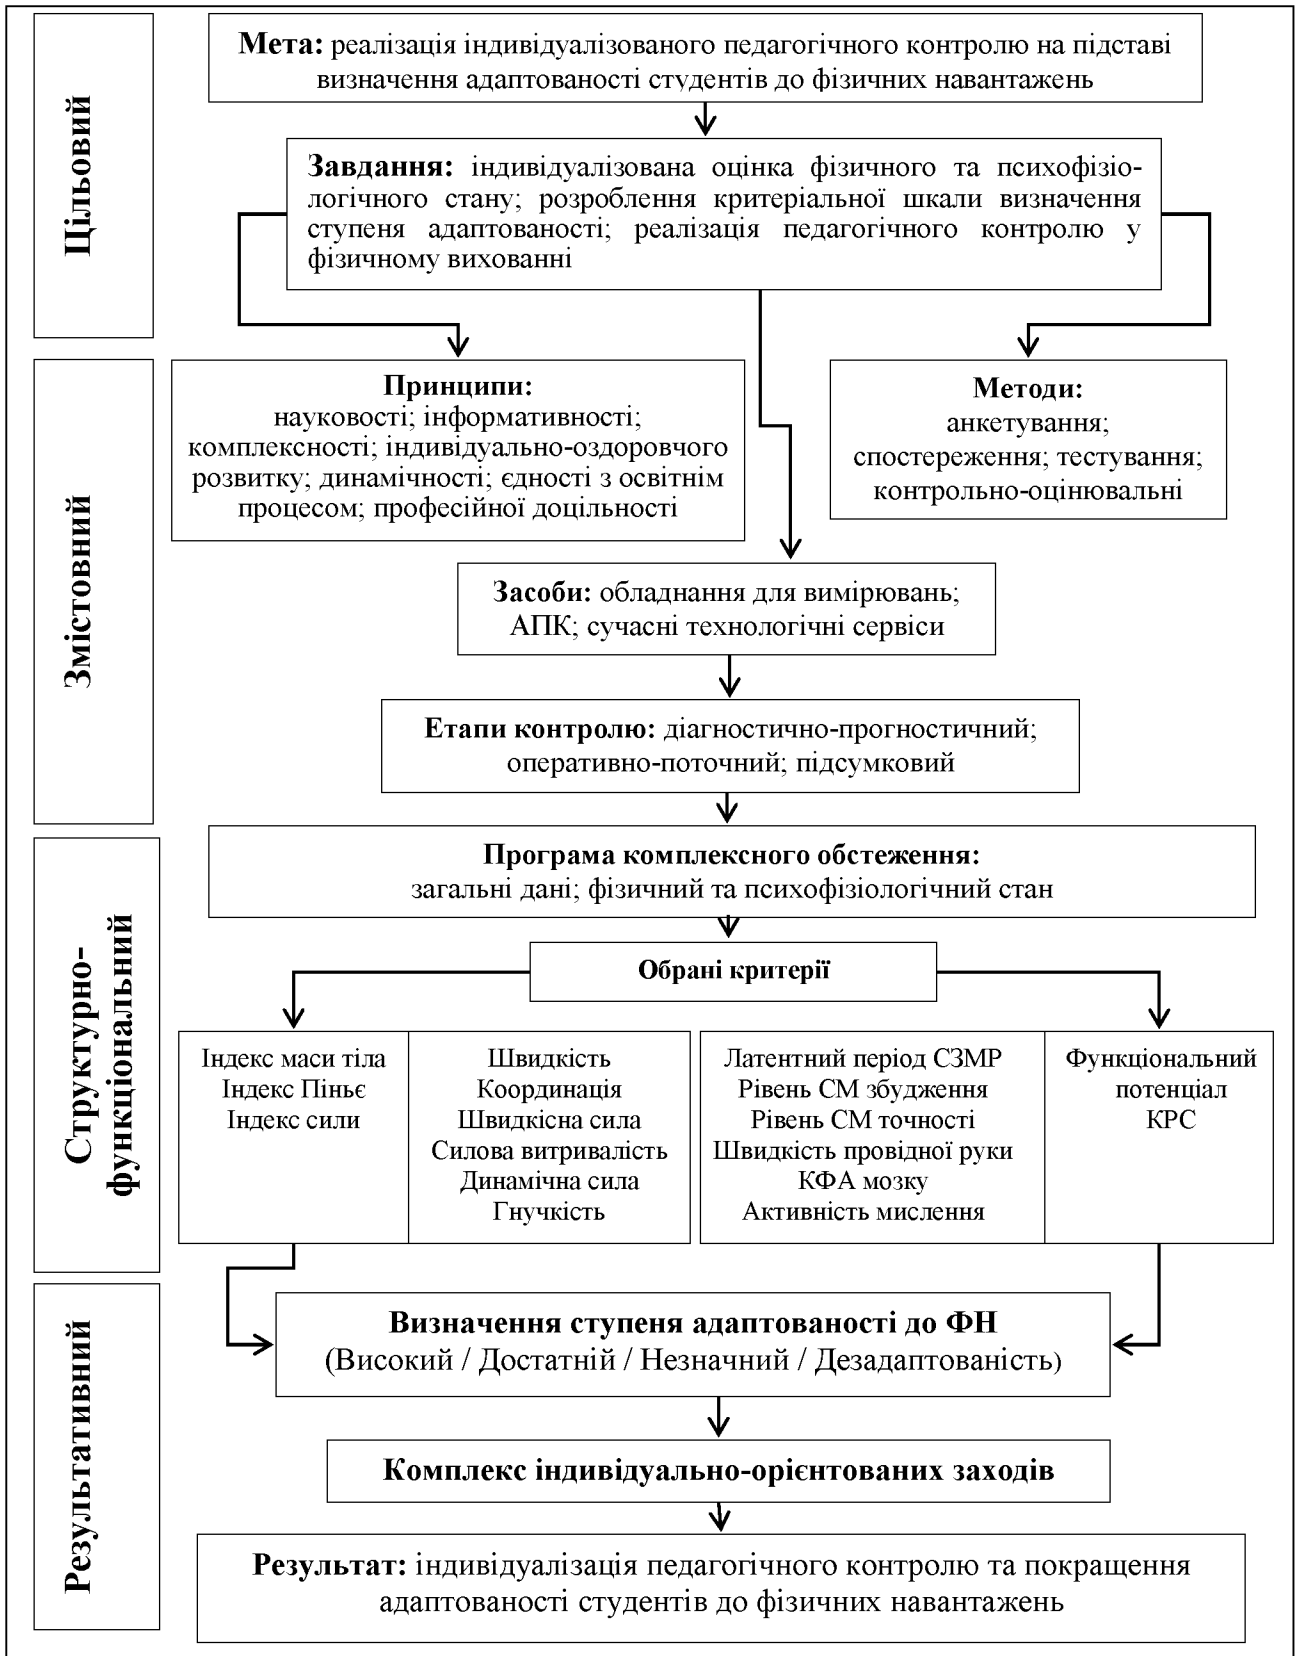 Цільовий
Мета: реалізація індивідуалізованого педагогічного контролю на підставі
визначення адаптованості студентів до фізичних навантажень
Завдання: індивідуалізована оцінка фізичного та психофізіо-
логічного стану; розроблення критеріальної шкали визначення
ступеня адаптованості; реалізація педагогічного контролю у
фізичному вихованні
Змістовний
Принципи:
науковості; інформативності;
комплексності; індивідуально-оздоровчого
розвитку; динамічності; єдності з освітнім
процесом; професійної доцільності
Методи:
анкетування;
спостереження; тестування;
контрольно-оцінювальні
Засоби: обладнання для вимірювань;
АПК; сучасні технологічні сервіси
Етапи контролю: діагностично-прогностичний;
оперативно-поточний; підсумковий
Структурно-
функціональний
Програма комплексного обстеження:
загальні дані; фізичний та психофізіологічний стан
Обрані критерії
Індекс маси тіла
Індекс Піньє
Індекс сили
Швидкість
Координація
Швидкісна сила
Силова витривалість
Динамічна сила
Гнучкість
Латентний період СЗМР
Рівень СМ збудження
Рівень СМ точності
Швидкість провідної руки
КФА мозку
Активність мислення
Функціональний
потенціал
КРС
Результативний
Визначення ступеня адаптованості до ФН
(Високий / Достатній / Незначний / Дезадаптованість)
Комплекс індивідуально-орієнтованих заходів
Результат: індивідуалізація педагогічного контролю та покращення
адаптованості студентів до фізичних навантажень